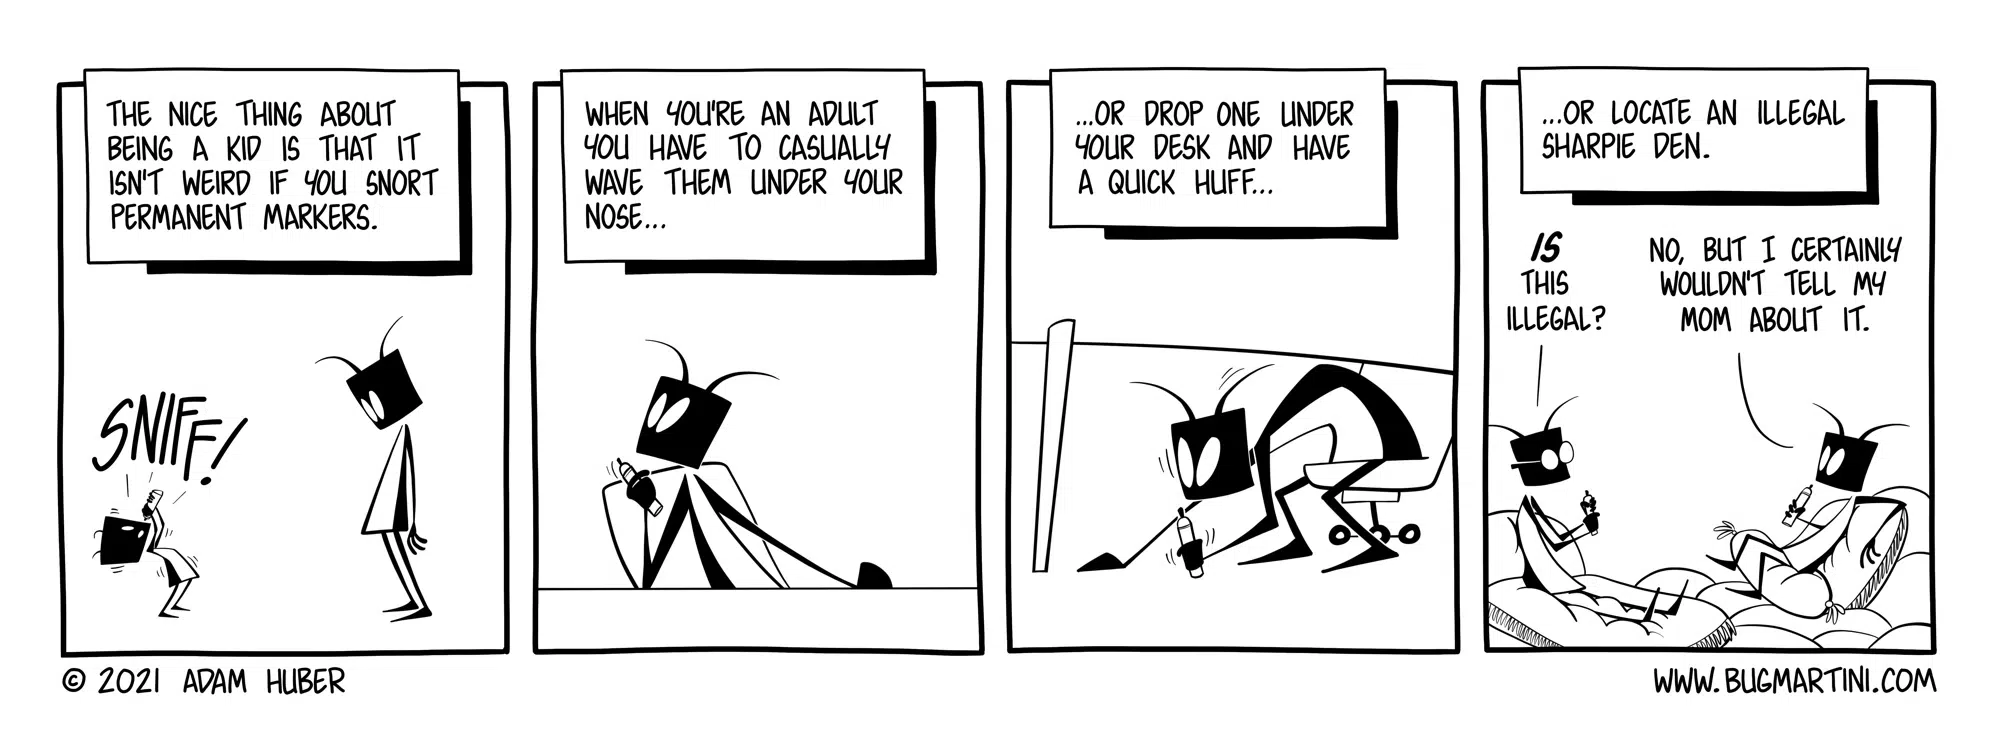 THE NICE THING ABOUT
BEING A KID IS THAT IT
ISN'T WEIRD IF YOU SNORT
PERMANENT MARKERS.
SNIFF!
WHEN YOU'RE AN ADULT
YOU HAVE TO CASUALLY
WAVE THEM UNDER YOUR
NOSE...
...OR DROP ONE UNDER
YOUR DESK AND HAVE
A QUICK HUFF...
...OR LOCATE AN ILLEGAL
SHARPIE DEN.
IS
THIS
ILLEGAL?
NO, BUT I CERTAINLY
WOULDN'T TELL MY
MOM ABOUT IT.
© 2021 ADAM HUBER
WWW.BUGMARTINI.COM